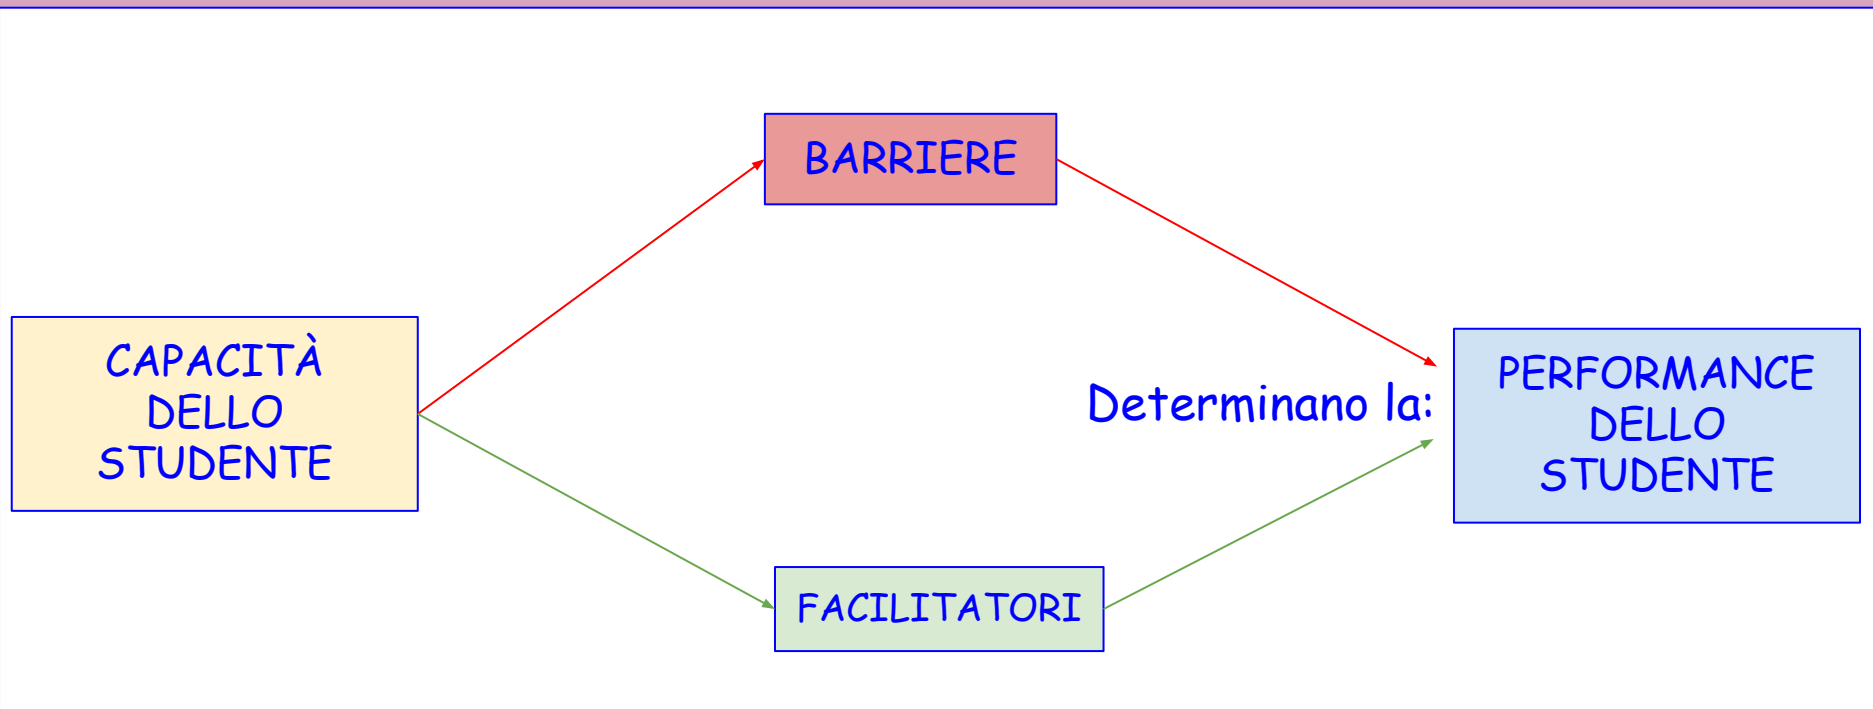 BARRIERE
CAPACITÀ
DELLO
STUDENTE
Determinano la:
PERFORMANCE
DELLO
STUDENTE
FACILITATORI